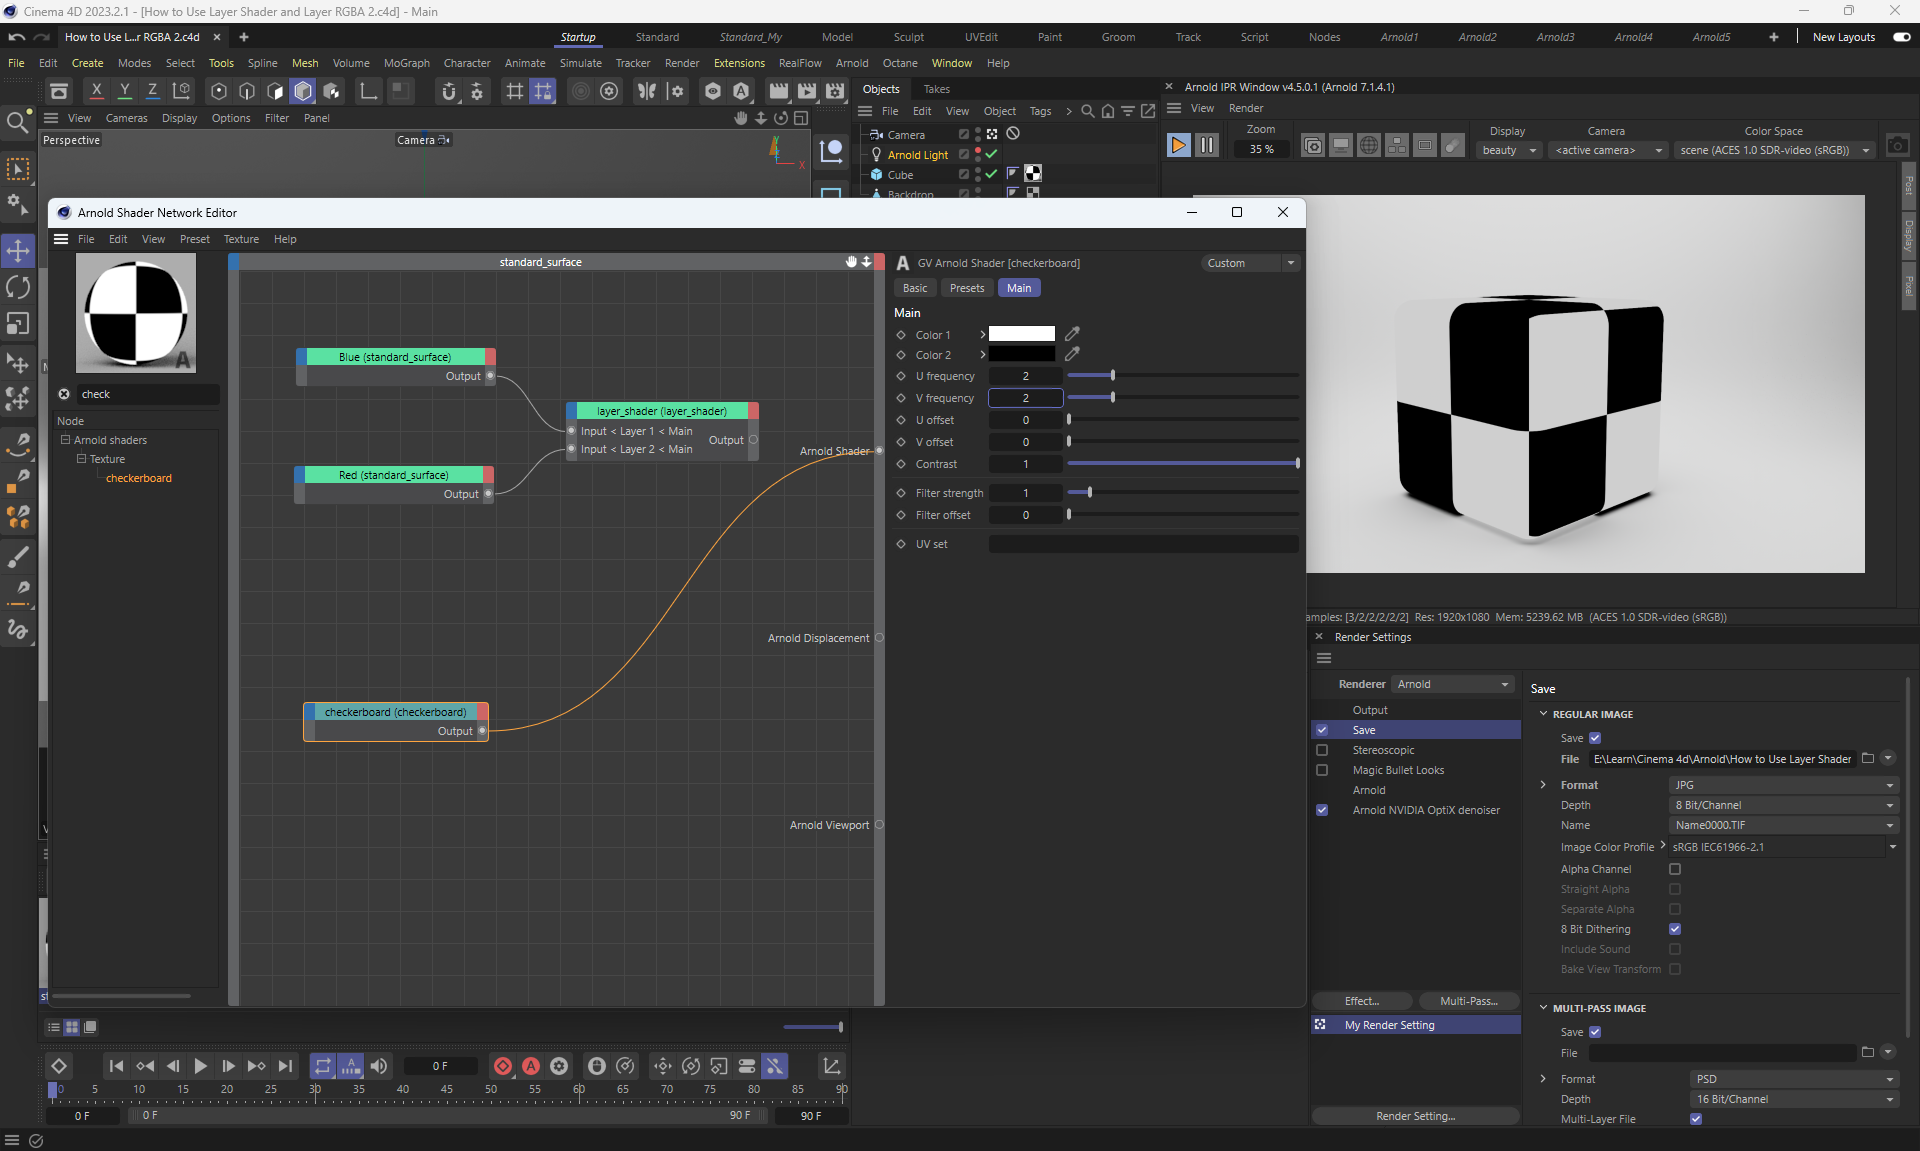 Cinema 4D 2023.2.1 - [How to Use Layer Shader and Layer RGBA 2.c4d] - Main
How to Use L...r RGBA 2.c4d
Startup Standard Standard_My Model Sculpt UVEdit Paint Groom Track Script Nodes Arnold1 Arnold2 Arnold3 Arnold4 Arnold5 New Layouts
File Edit Create Modes Select Tools Spline Mesh Volume MoGraph Character Animate Simulate Tracker Render Extensions RealFlow Arnold Octane Window Help
X Y Z
View Cameras Display Options Filter Panel
Perspective
Camera
X
Objects Takes
File Edit View Object Tags
Camera
Arnold Light
Cube
Backdrop
Arnold IPR Window v4.5.0.1 (Arnold 7.1.4.1)
View Render
Zoom
35 %
Display
beauty
Camera
<active camera>
Color Space
scene (ACES 1.0 SDR-video (sRGB))
Post
Display
Pixel
Arnold Shader Network Editor
File Edit View Preset Texture Help
check
Node
Arnold shaders
Texture
checkerboard
standard_surface
Blue (standard_surface)
Output
Red (standard_surface)
Output
layer_shader (layer_shader)
Input < Layer 1 < Main
Input < Layer 2 < Main
Output
Arnold Shader
Arnold Displacement
Arnold Viewport
checkerboard (checkerboard)
Output
GV Arnold Shader [checkerboard]
Custom
Basic Presets Main
Main
Color 1
Color 2
U frequency 2
V frequency 2
U offset 0
V offset 0
Contrast 1
Filter strength 1
Filter offset 0
UV set
amples: [3/2/2/2/2/2] Res: 1920x1080 Mem: 5239.62 MB (ACES 1.0 SDR-video (sRGB))
Render Settings
Renderer Arnold
Output
Save
Stereoscopic
Magic Bullet Looks
Arnold
Arnold NVIDIA OptiX denoiser
Effect... Multi-Pass...
My Render Setting
Render Setting...
Save
REGULAR IMAGE
Save
File E:\Learn\Cinema 4d\Arnold\How to Use Layer Shader
Format JPG
Depth 8 Bit/Channel
Name Name0000.TIF
Image Color Profile sRGB IEC61966-2.1
Alpha Channel
Straight Alpha
Separate Alpha
8 Bit Dithering
Include Sound
Bake View Transform
MULTI-PASS IMAGE
Save
File
Format PSD
Depth 16 Bit/Channel
Multi-Layer File
0 F
0 5 10 15 20 25 30 35 40 45 50 55 60 65 70 75 80 85 90
0 F 0 F 90 F 90 F